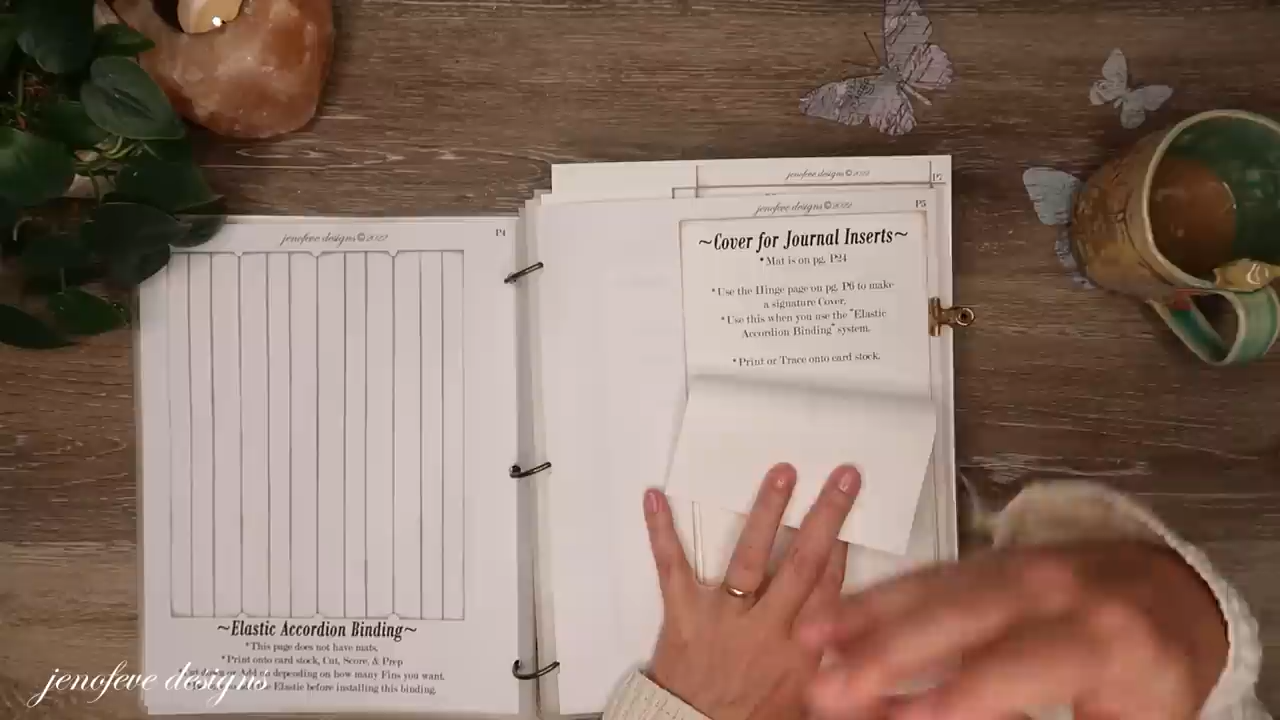 jenofeve designs©2022
P4
~Elastic Accordion Binding~
*This page does not have mats.
*Print onto card stock, Cut, Score, & Prep
or Add depending on how many Fins you want.
Elastic before installing this binding.
jenofeve designs
jenofeve designs©2022
P7
jenofeve designs©2022
P5
~Cover for Journal Inserts~
*Mat is on pg. P24
*Use the Hinge page on pg. P6 to make
a signature Cover.
*Use this when you use the "Elastic
Accordion Binding" system.
*Print or Trace onto card stock.